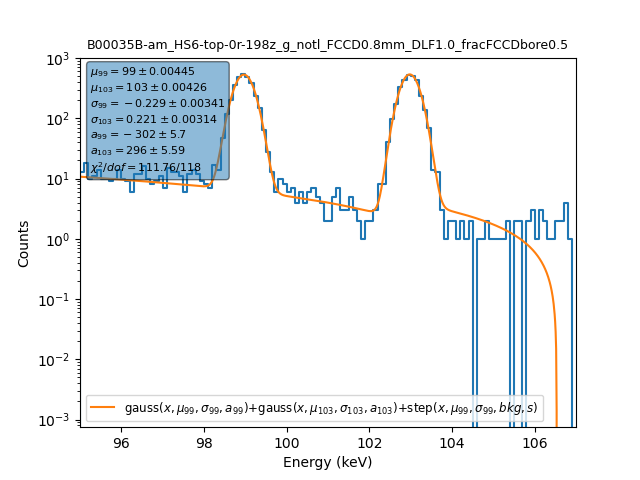 B00035B-am_HS6-top-0r-198z_g_notl_FCCD0.8mm_DLF1.0_fracFCCDbore0.5
10³
10²
10¹
10⁰
10⁻¹
10⁻²
10⁻³
Counts
μ₉₉ = 99 ± 0.00445
μ₁₀₃ = 103 ± 0.00426
σ₉₉ = −0.229 ± 0.00341
σ₁₀₃ = 0.221 ± 0.00314
a₉₉ = −302 ± 5.7
a₁₀₃ = 296 ± 5.59
χ²/dof = 111.76/118
gauss(x, μ₉₉, σ₉₉, a₉₉)+gauss(x, μ₁₀₃, σ₁₀₃, a₁₀₃)+step(x, μ₉₉, σ₉₉, bkg, s)
96 98 100 102 104 106
Energy (keV)